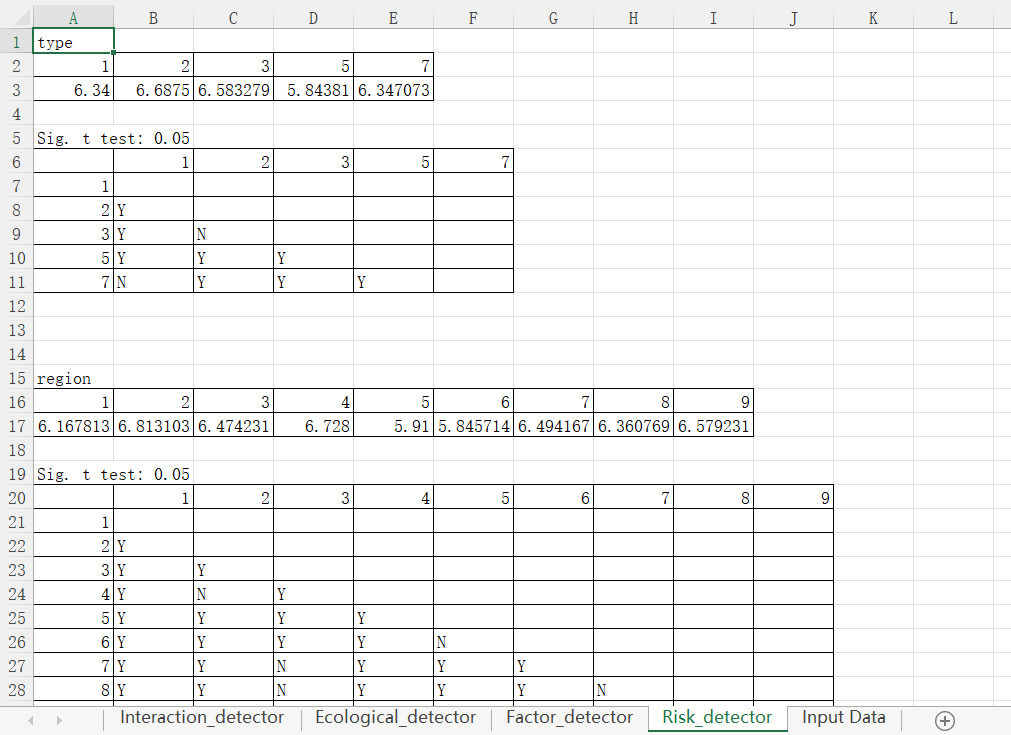 A B C D E F G H I J K L
1 type
2 1 2 3 5 7
3 6.34 6.6875 6.583279 5.84381 6.347073
4
5 Sig. t test: 0.05
6 1 2 3 5 7
7 1
8 2 Y
9 3 Y N
10 5 Y Y Y
11 7 N Y Y Y
12
13
14
15 region
16 1 2 3 4 5 6 7 8 9
17 6.167813 6.813103 6.474231 6.728 5.91 5.845714 6.494167 6.360769 6.579231
18
19 Sig. t test: 0.05
20 1 2 3 4 5 6 7 8 9
21 1
22 2 Y
23 3 Y Y
24 4 Y N Y
25 5 Y Y Y Y
26 6 Y Y Y Y N
27 7 Y Y N Y Y Y
28 8 Y Y N Y Y Y N
Interaction_detector Ecological_detector Factor_detector Risk_detector Input Data